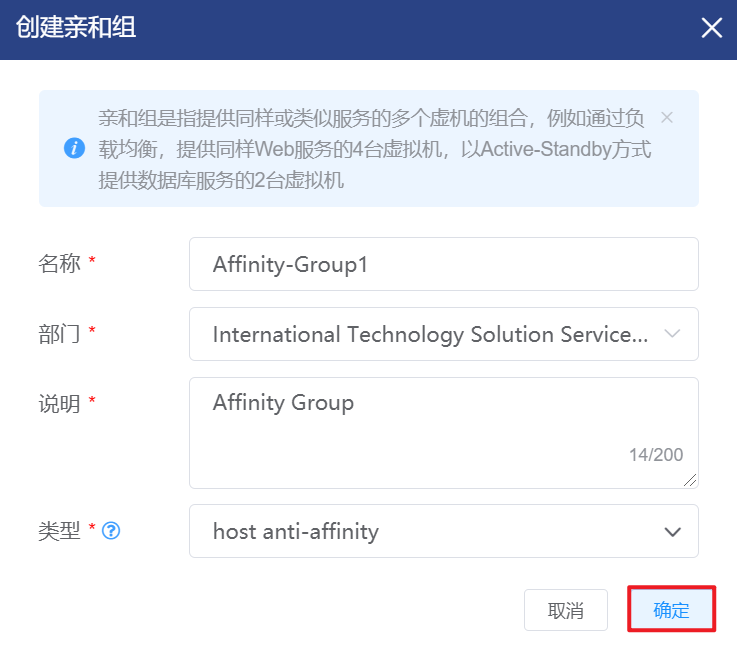 创建亲和组
亲和组是指提供同样或类似服务的多个虚机的组合，例如通过负
载均衡，提供同样Web服务的4台虚拟机，以Active-Standby方式
提供数据库服务的2台虚拟机
名称 * Affinity-Group1
部门 * International Technology Solution Service...
说明 * Affinity Group
14/200
类型 * host anti-affinity
取消 确定